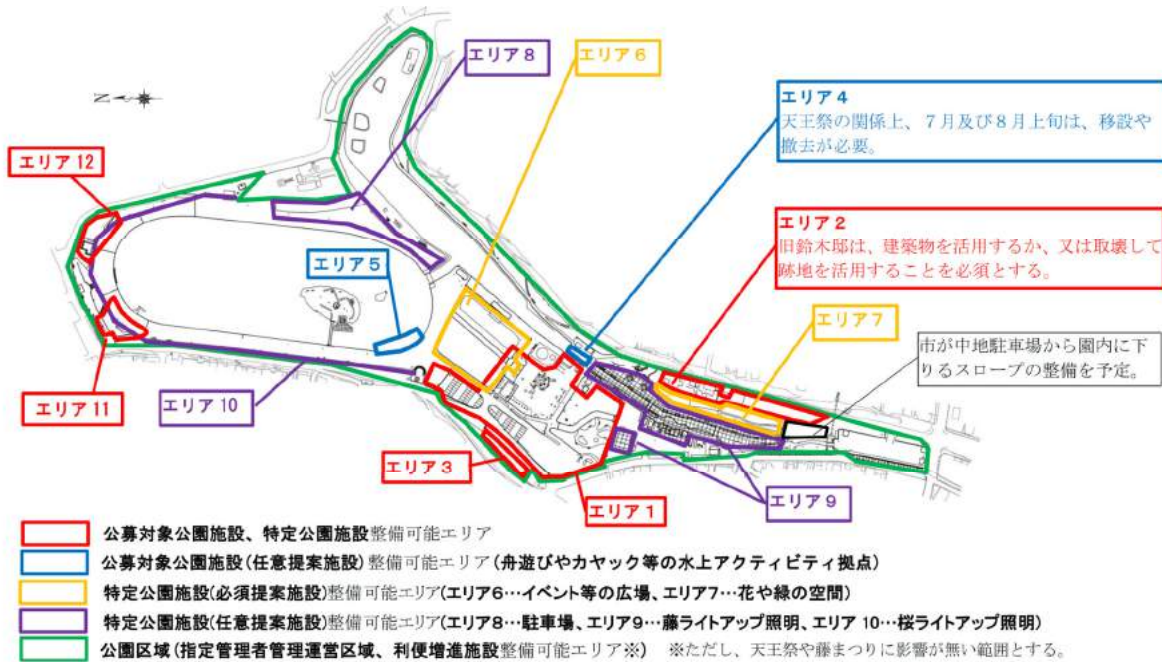 エリア８
エリア６
N
エリア４
天王祭の関係上、７月及び８月上旬は、移設や
撤去が必要。
エリア 12
エリア２
旧鈴木邸は、建築物を活用するか、又は取壊して
跡地を活用することを必須とする。
エリア５
エリア７
市が中地駐車場から園内に下
りるスロープの整備を予定。
エリア 11
エリア 10
エリア３
エリア１
エリア９
公募対象公園施設、特定公園施設整備可能エリア
公募対象公園施設(任意提案施設)整備可能エリア(舟遊びやカヤック等の水上アクティビティ拠点)
特定公園施設(必須提案施設)整備可能エリア(エリア６…イベント等の広場、エリア７…花や緑の空間)
特定公園施設(任意提案施設)整備可能エリア(エリア８…駐車場、エリア９…藤ライトアップ照明、エリア 10…桜ライトアップ照明)
公園区域(指定管理者管理運営区域、利便増進施設整備可能エリア※) ※ただし、天王祭や藤まつりに影響が無い範囲とする。